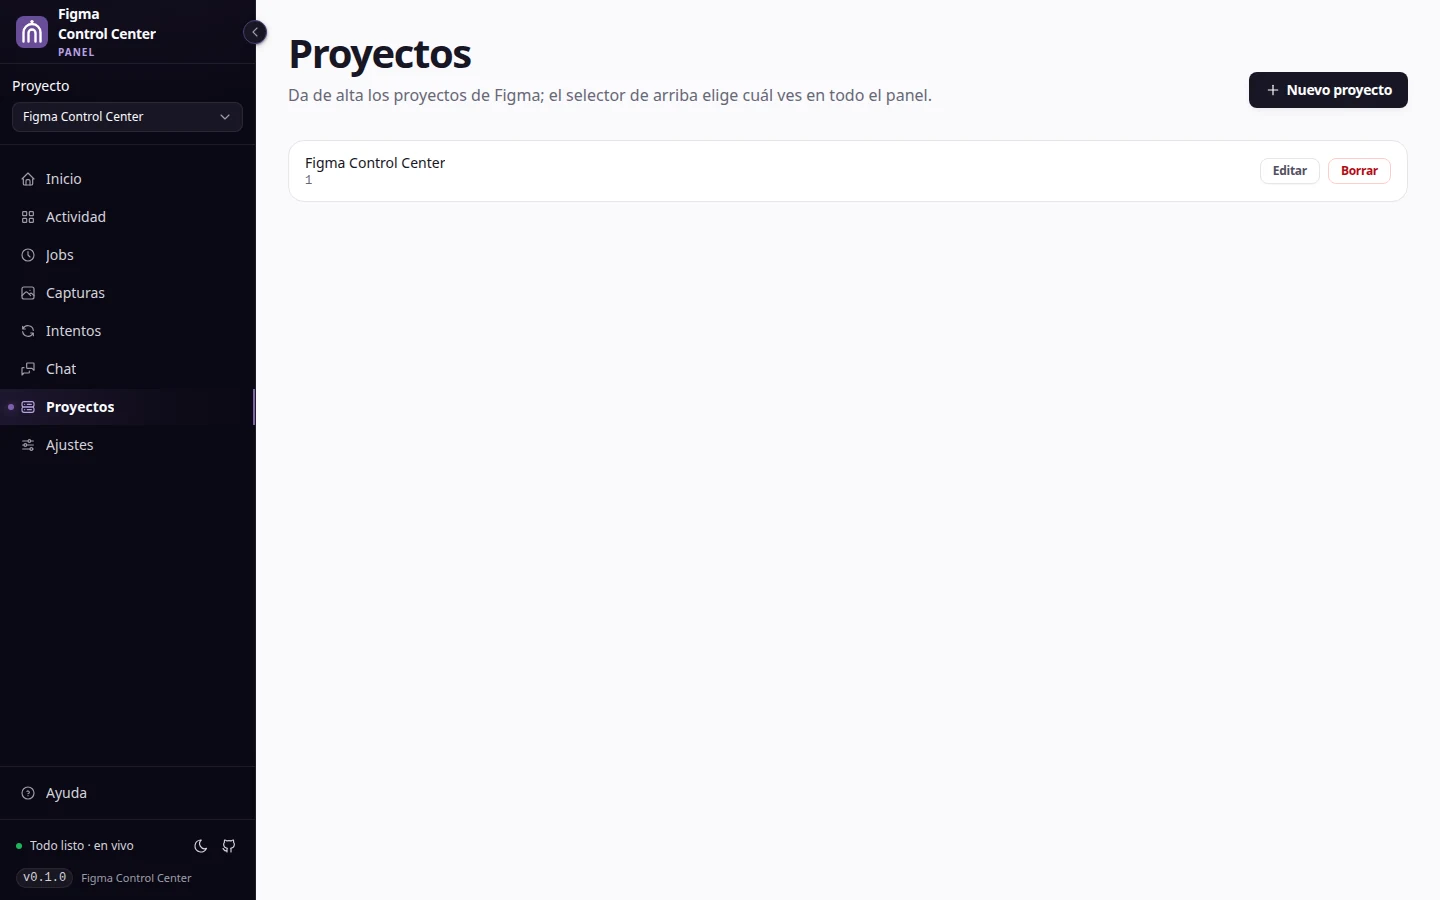 Figma
Control Center
PANEL
Proyecto
Figma Control Center
Inicio
Actividad
Jobs
Capturas
Intentos
Chat
Proyectos
Ajustes
Ayuda
Todo listo · en vivo
v0.1.0 Figma Control Center
Proyectos
Da de alta los proyectos de Figma; el selector de arriba elige cuál ves en todo el panel.
Nuevo proyecto
Figma Control Center
1
Editar
Borrar